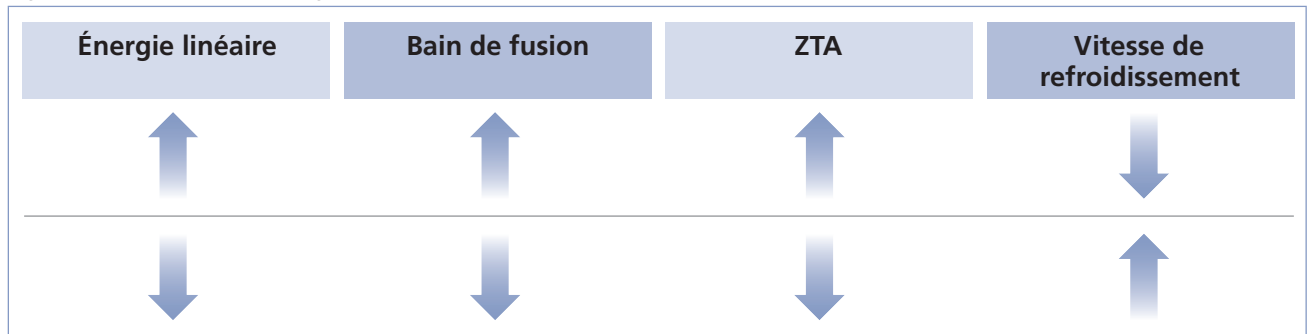 Énergie linéaire
Bain de fusion
ZTA
Vitesse de
refroidissement